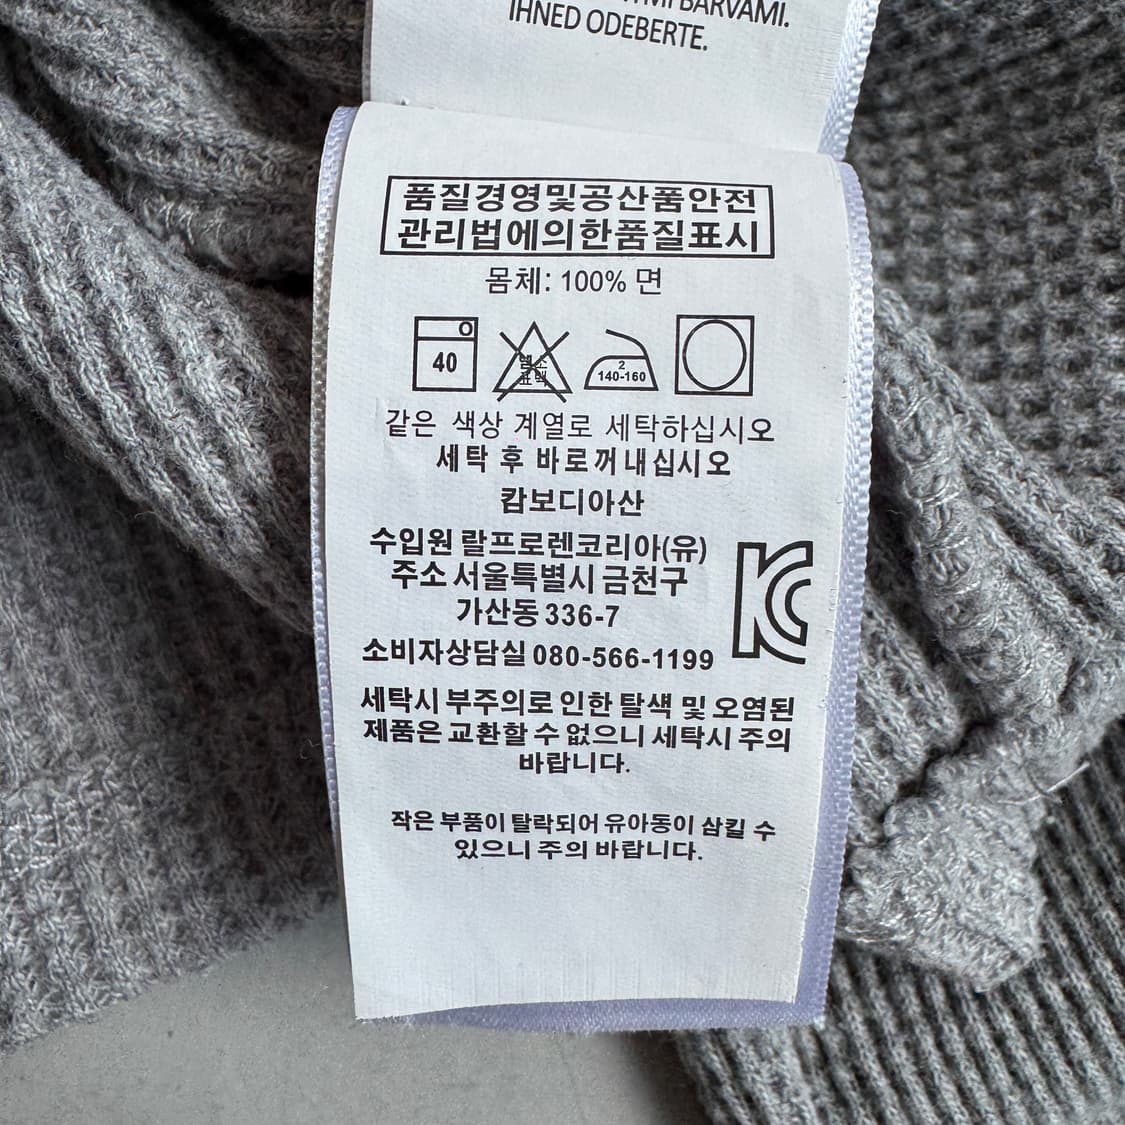 BARVAMI.
IHNED ODEBERTE.
품질경영및공산품안전
관리법에의한품질표시
몸체: 100% 면
40
염소
표백
2
140-160
같은 색상 계열로 세탁하십시오
세탁 후 바로꺼내십시오
캄보디아산
수입원 랄프로렌코리아(유)
주소 서울특별시 금천구
가산동 336-7
소비자상담실 080-566-1199
세탁시 부주의로 인한 탈색 및 오염된
제품은 교환할 수 없으니 세탁시 주의
바랍니다.
작은 부품이 탈락되어 유아동이 삼킬 수
있으니 주의 바랍니다.